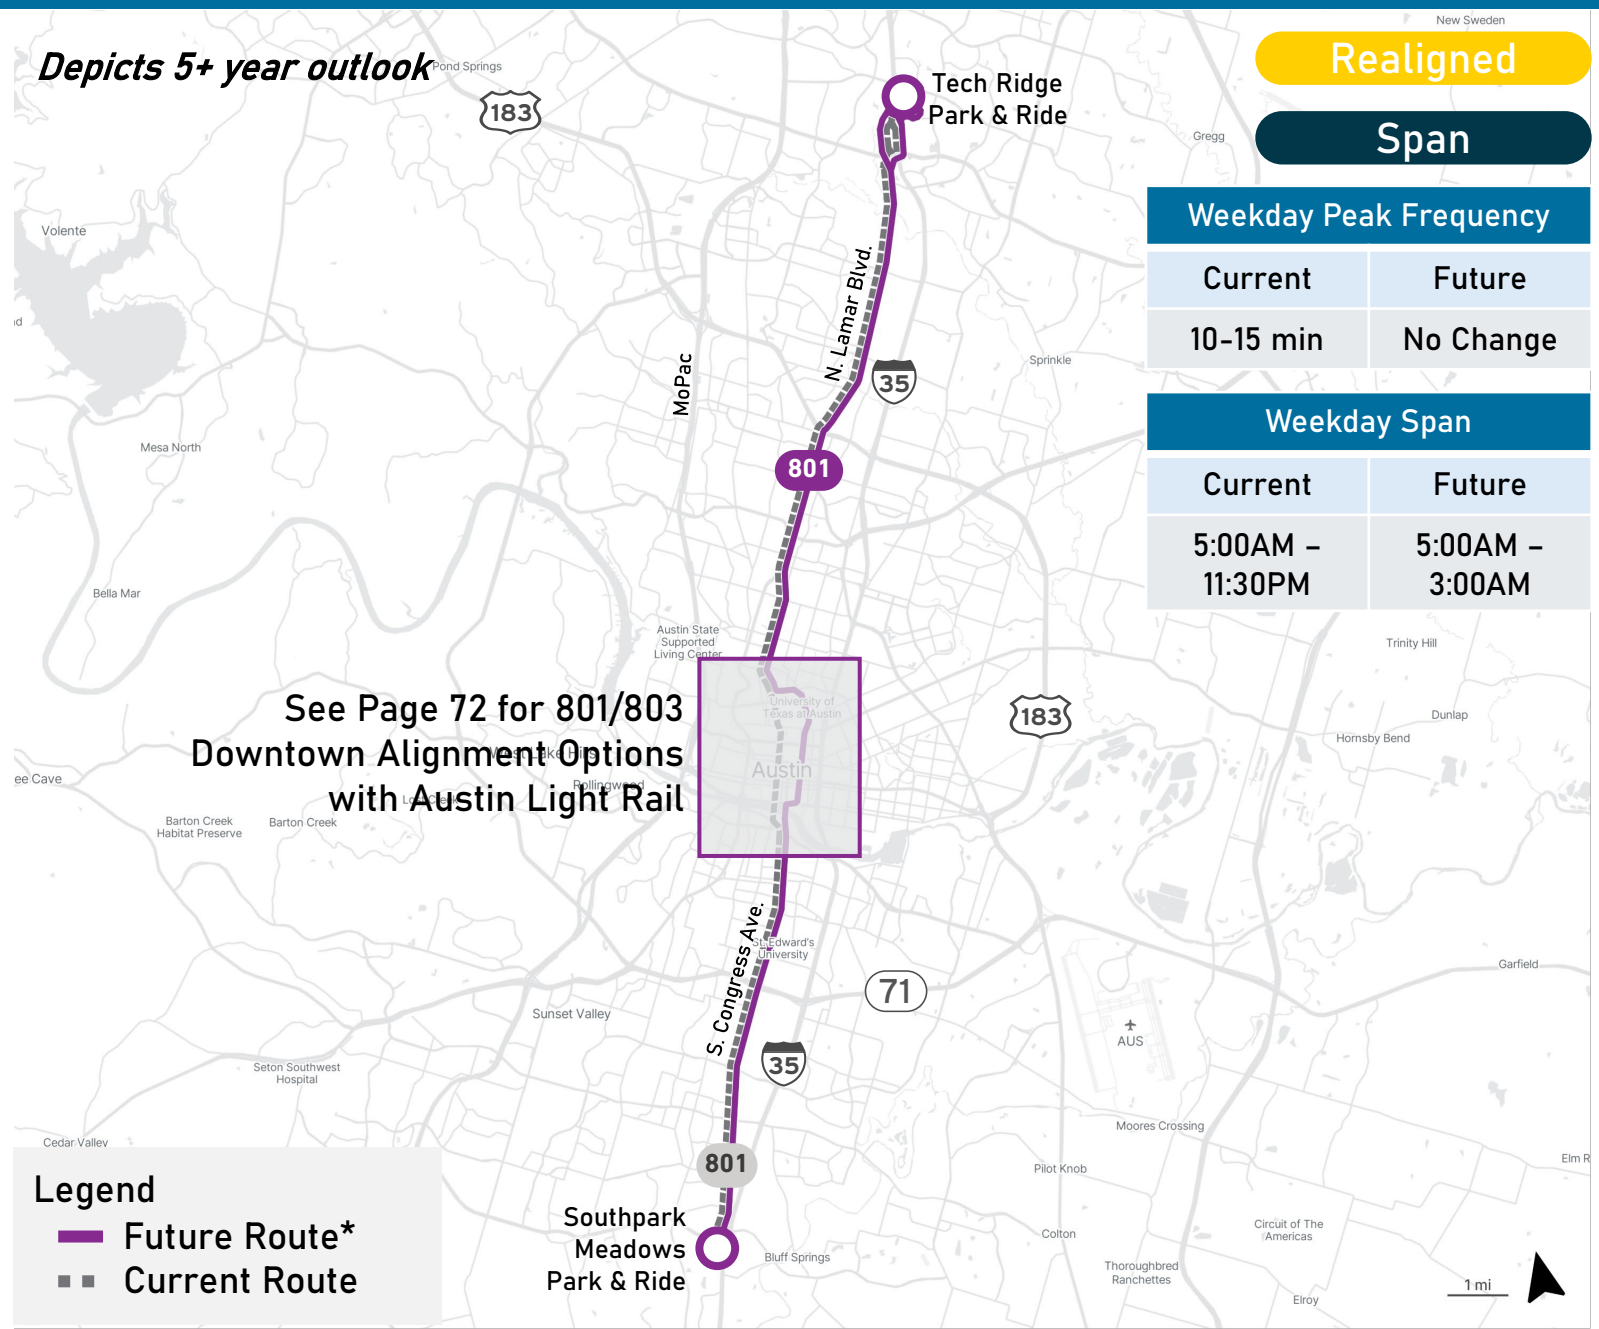 Depicts 5+ year outlook
Pond Springs
New Sweden
Realigned
183
Tech Ridge
Park & Ride
Gregg
Span
Weekday Peak Frequency
Current Future
10-15 min No Change
Volente
N. Lamar Blvd.
MoPac
35
Sprinkle
Weekday Span
Current Future
5:00AM – 5:00AM –
11:30PM 3:00AM
Mesa North
801
Bella Mar
Austin State
Supported
Living Center
Trinity Hill
See Page 72 for 801/803
Downtown Alignment Options
with Austin Light Rail
University of
Texas at Austin
Austin
183
Dunlap
Hornsby Bend
West Lake Hills
Rollingwood
ee Cave
Barton Creek
Habitat Preserve
Barton Creek
S. Congress Ave.
St. Edward's
University
71
Garfield
Sunset Valley
AUS
35
Seton Southwest
Hospital
Moores Crossing
Cedar Valley
801
Pilot Knob
Elm R
Legend
Future Route*
Current Route
Southpark
Meadows
Park & Ride
Bluff Springs
Colton
Circuit of The
Americas
Thoroughbred
Ranchettes
Elroy
1 mi